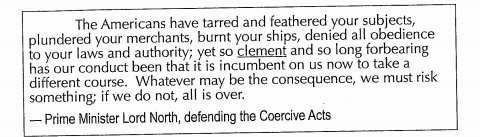 The Americans have tarred and feathered your subjects,
plundered your merchants, burnt your ships, denied all obedience
to your laws and authority; yet so clement and so long forbearing
has our conduct been that it is incumbent on us now to take a
different course. Whatever may be the consequence, we must risk
something; if we do not, all is over.
— Prime Minister Lord North, defending the Coercive Acts